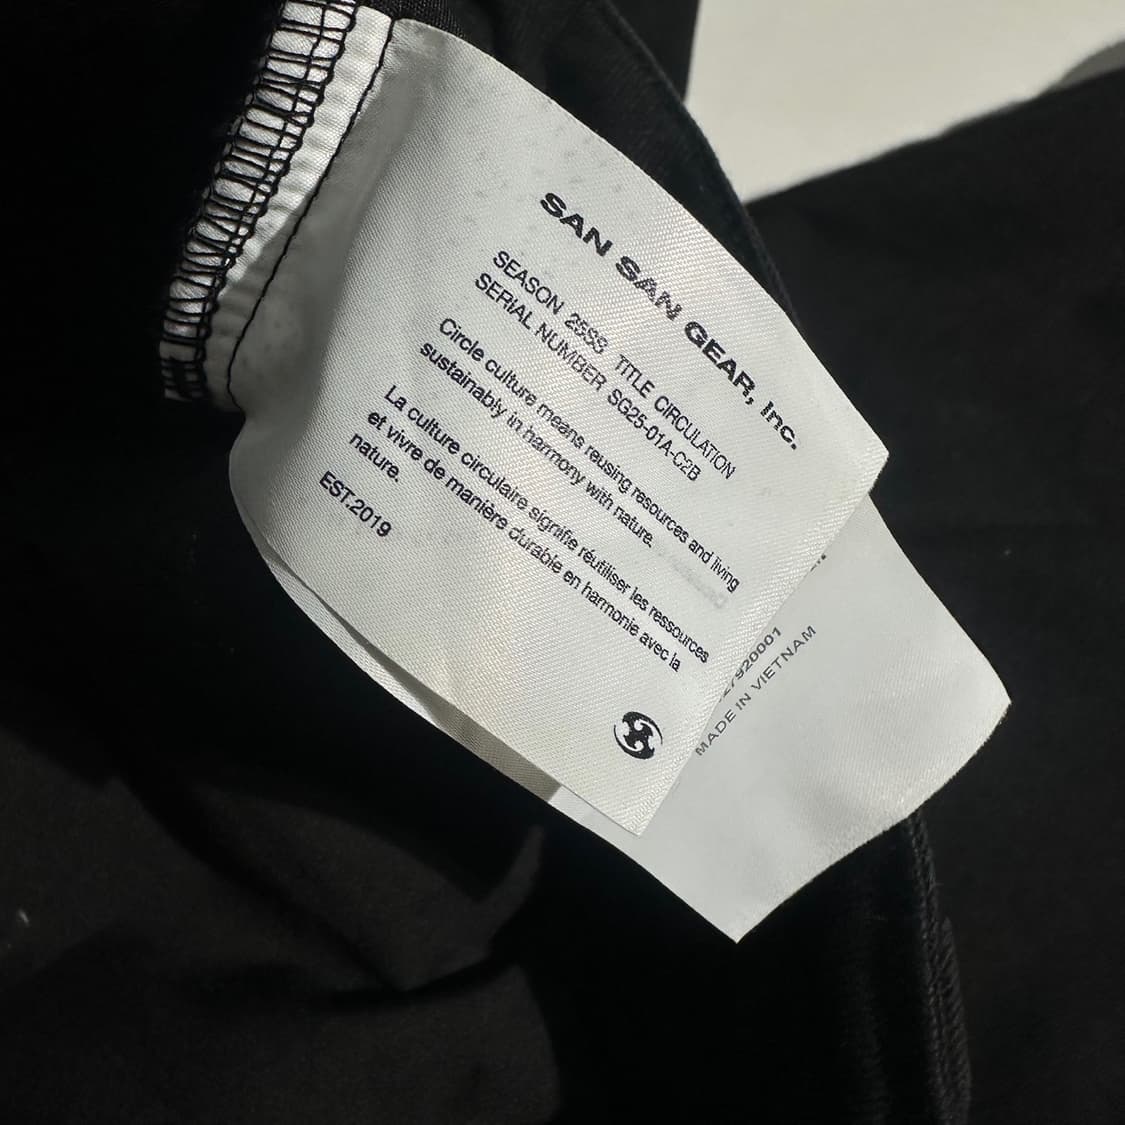 SAN SAN GEAR, Inc.
SEASON 25SS TITLE CIRCULATION
SERIAL NUMBER SG25-01A-C2B
Circle culture means reusing resources and living
sustainably in harmony with nature.
La culture circulaire signifie réutiliser les ressources
et vivre de manière durable en harmonie avec la
nature.
EST.2019
MADE IN VIETNAM